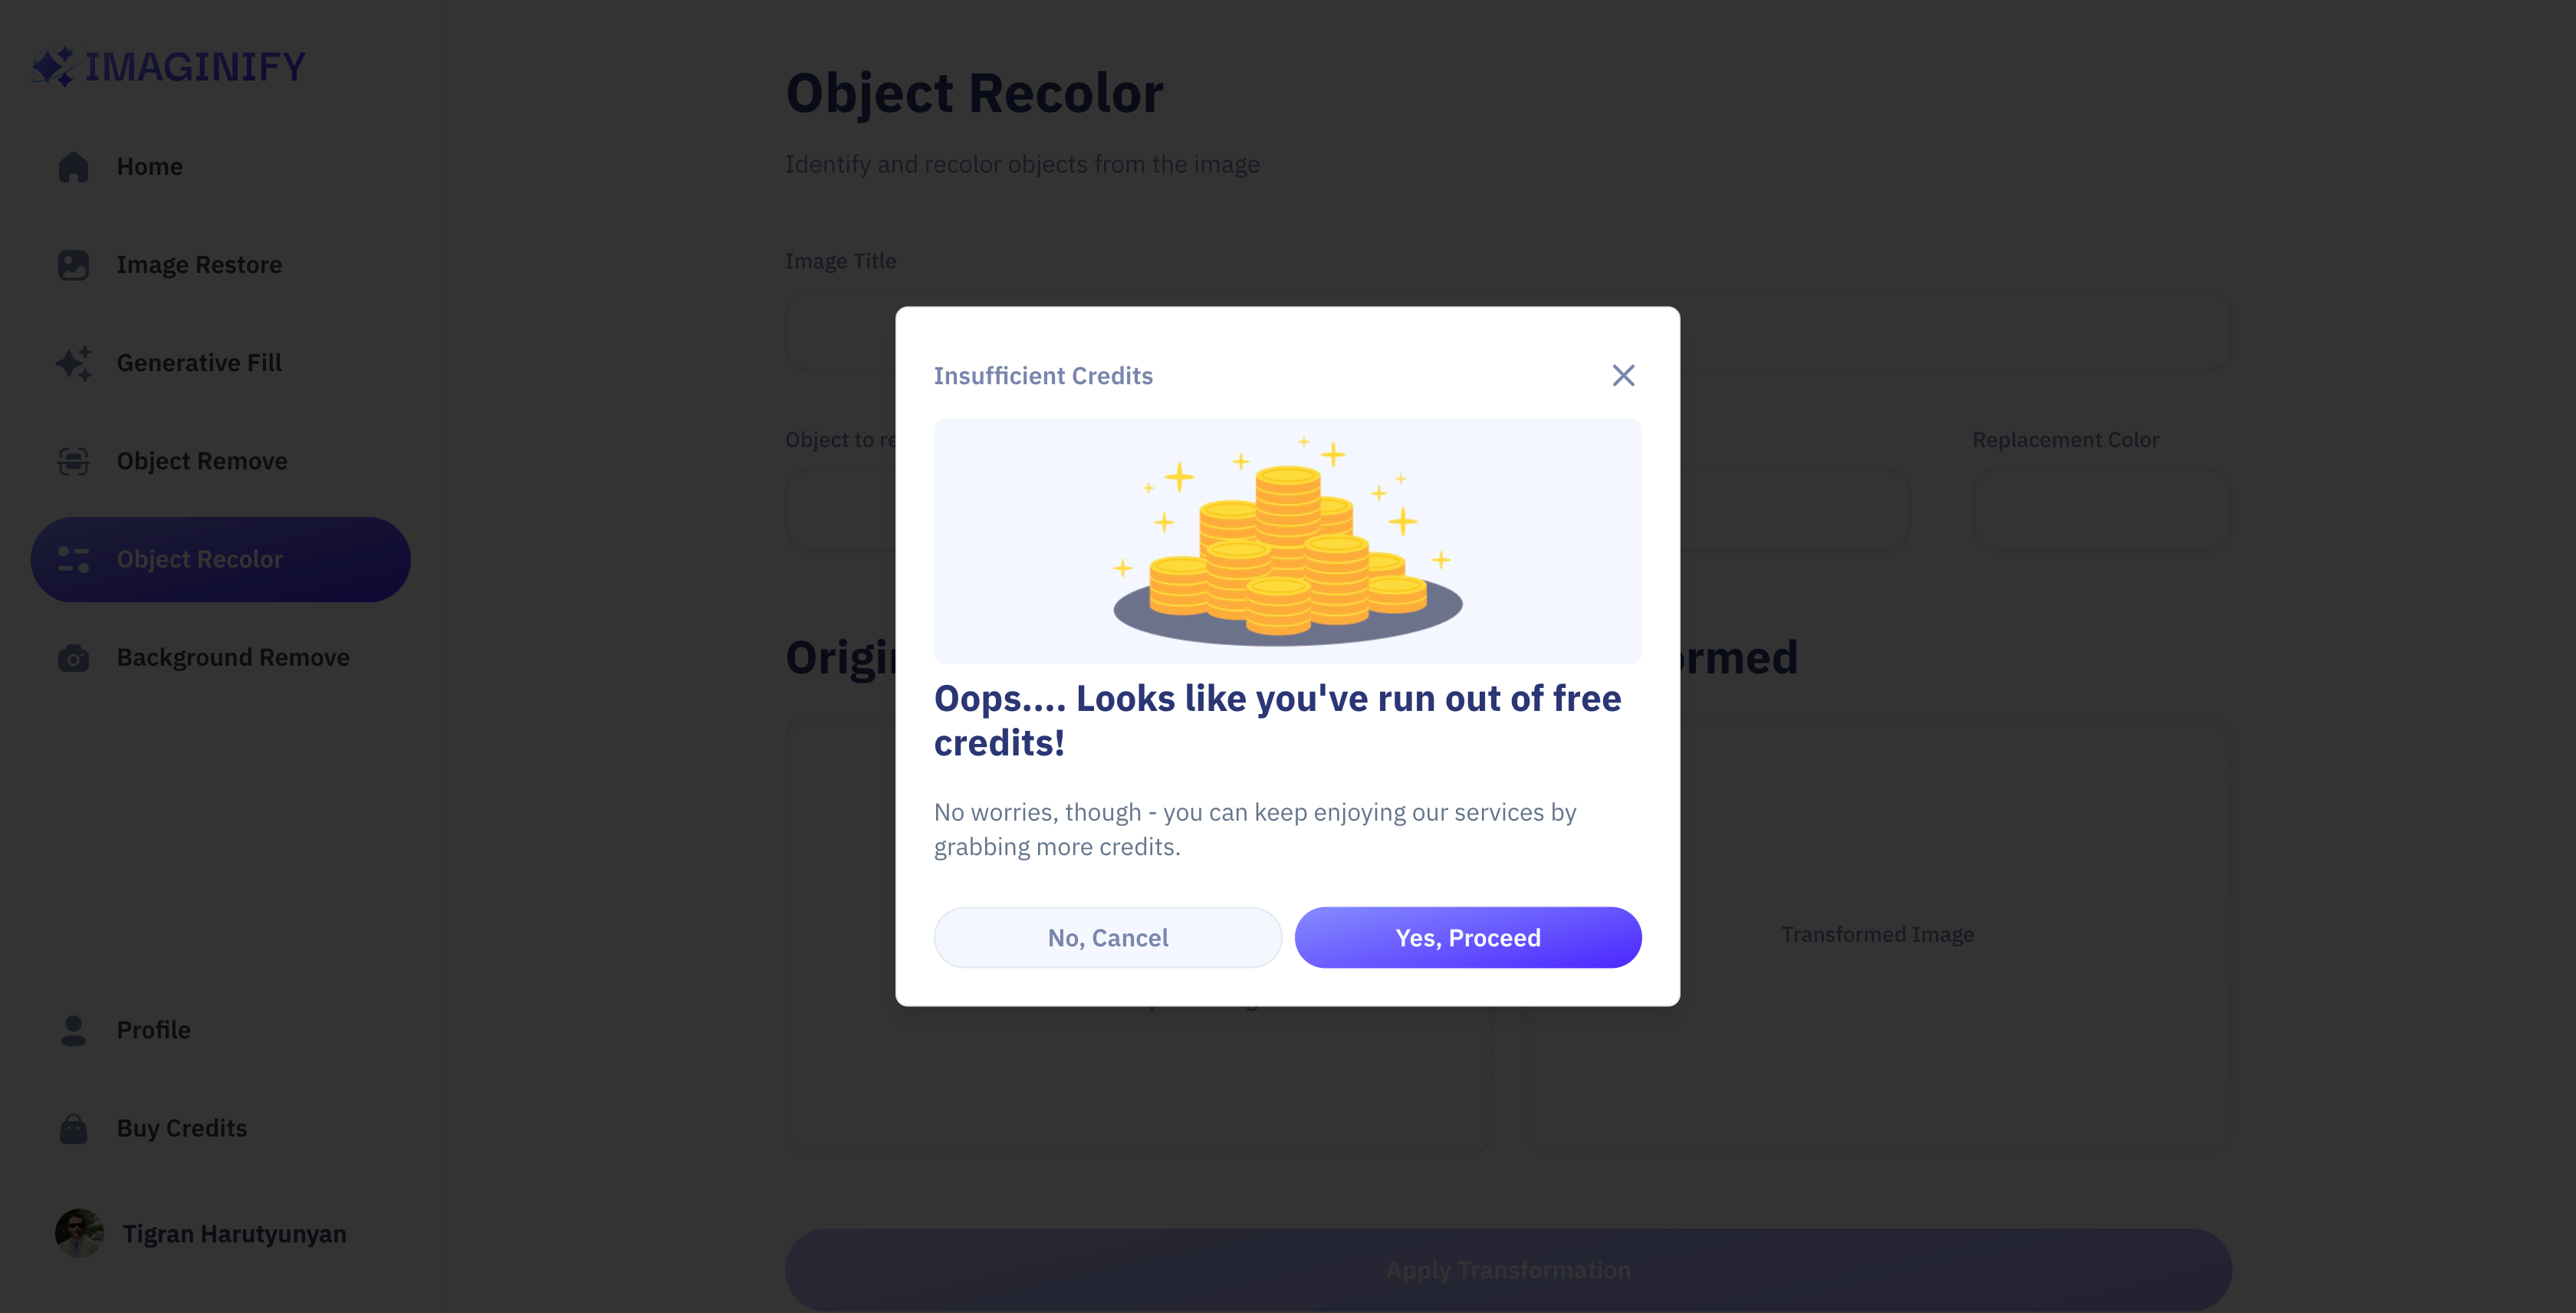 IMAGINIFY
Home
Image Restore
Generative Fill
Object Remove
Object Recolor
Background Remove
Profile
Buy Credits
Tigran Harutyunyan
Object Recolor
Identify and recolor objects from the image
Image Title
Object to re
Replacement Color
Origin
ormed
Transformed Image
Apply Transformation
Insufficient Credits
Oops.... Looks like you've run out of free
credits!
No worries, though - you can keep enjoying our services by
grabbing more credits.
No, Cancel
Yes, Proceed